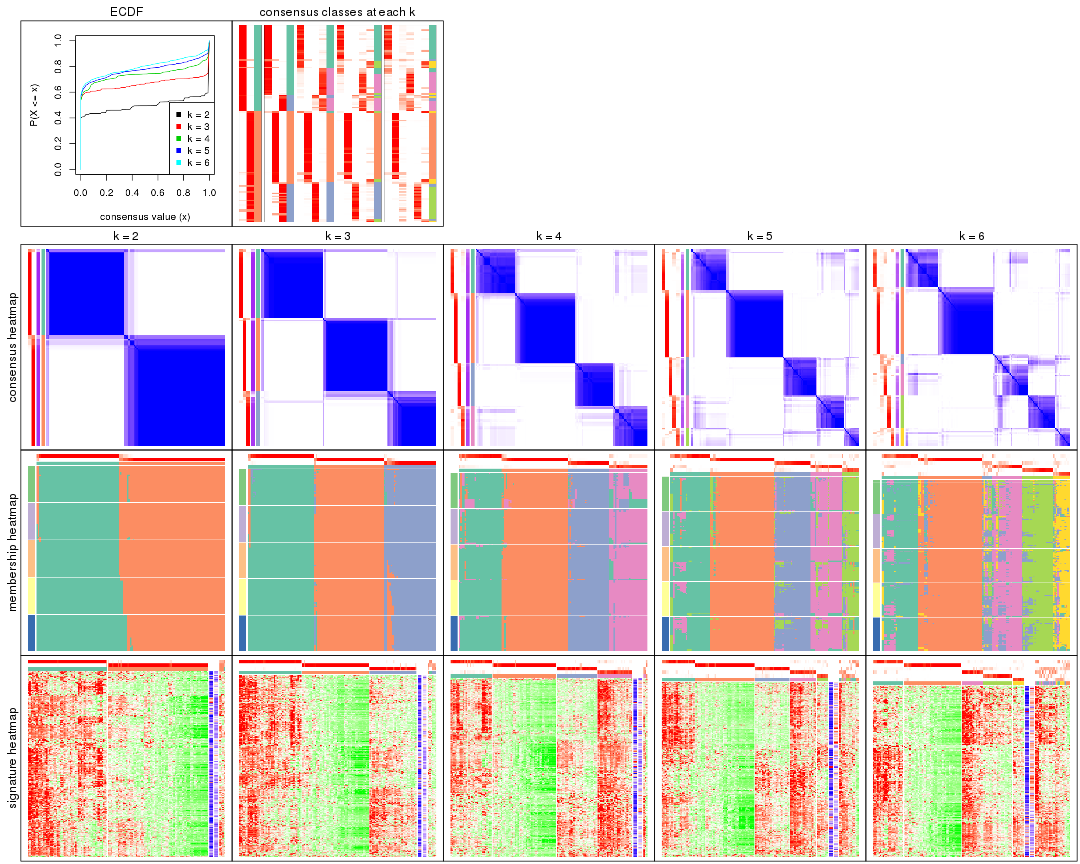 ECDF
consensus classes at each k
P(X <= x)
0.0 0.2 0.4 0.6 0.8 1.0
k = 2
k = 3
k = 4
k = 5
k = 6
0.0 0.2 0.4 0.6 0.8 1.0
consensus value (x)
k = 2
k = 3
k = 4
k = 5
k = 6
consensus heatmap
membership heatmap
signature heatmap